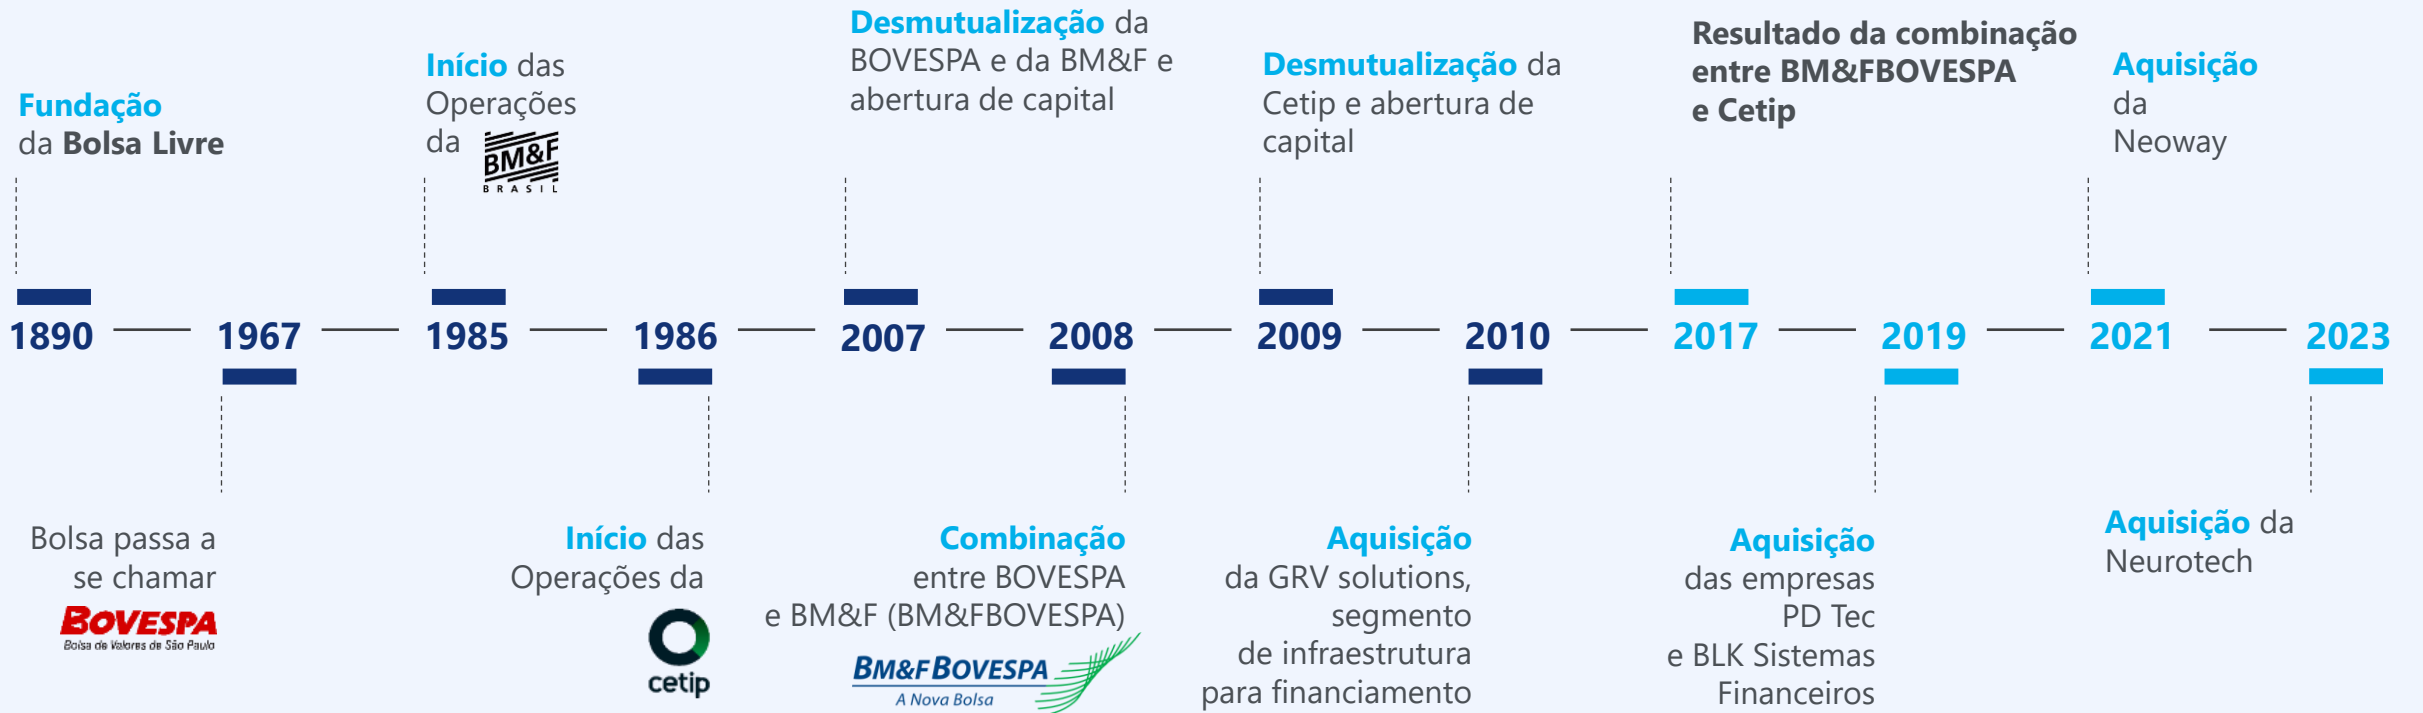 Fundação
da Bolsa Livre
Início das
Operações
da
BM&F
BRASIL
Desmutualização da
BOVESPA e da BM&F e
abertura de capital
Desmutualização da
Cetip e abertura de
capital
Resultado da combinação
entre BM&FBOVESPA
e Cetip
Aquisição
da
Neoway
1890 1967 1985 1986 2007 2008 2009 2010 2017 2019 2021 2023
Bolsa passa a
se chamar
BOVESPA
Bolsa de Valores de São Paulo
Início das
Operações da
cetip
Combinação
entre BOVESPA
e BM&F (BM&FBOVESPA)
BM&FBOVESPA
A Nova Bolsa
Aquisição
da GRV solutions,
segmento
de infraestrutura
para financiamento
Aquisição
das empresas
PD Tec
e BLK Sistemas
Financeiros
Aquisição da
Neurotech